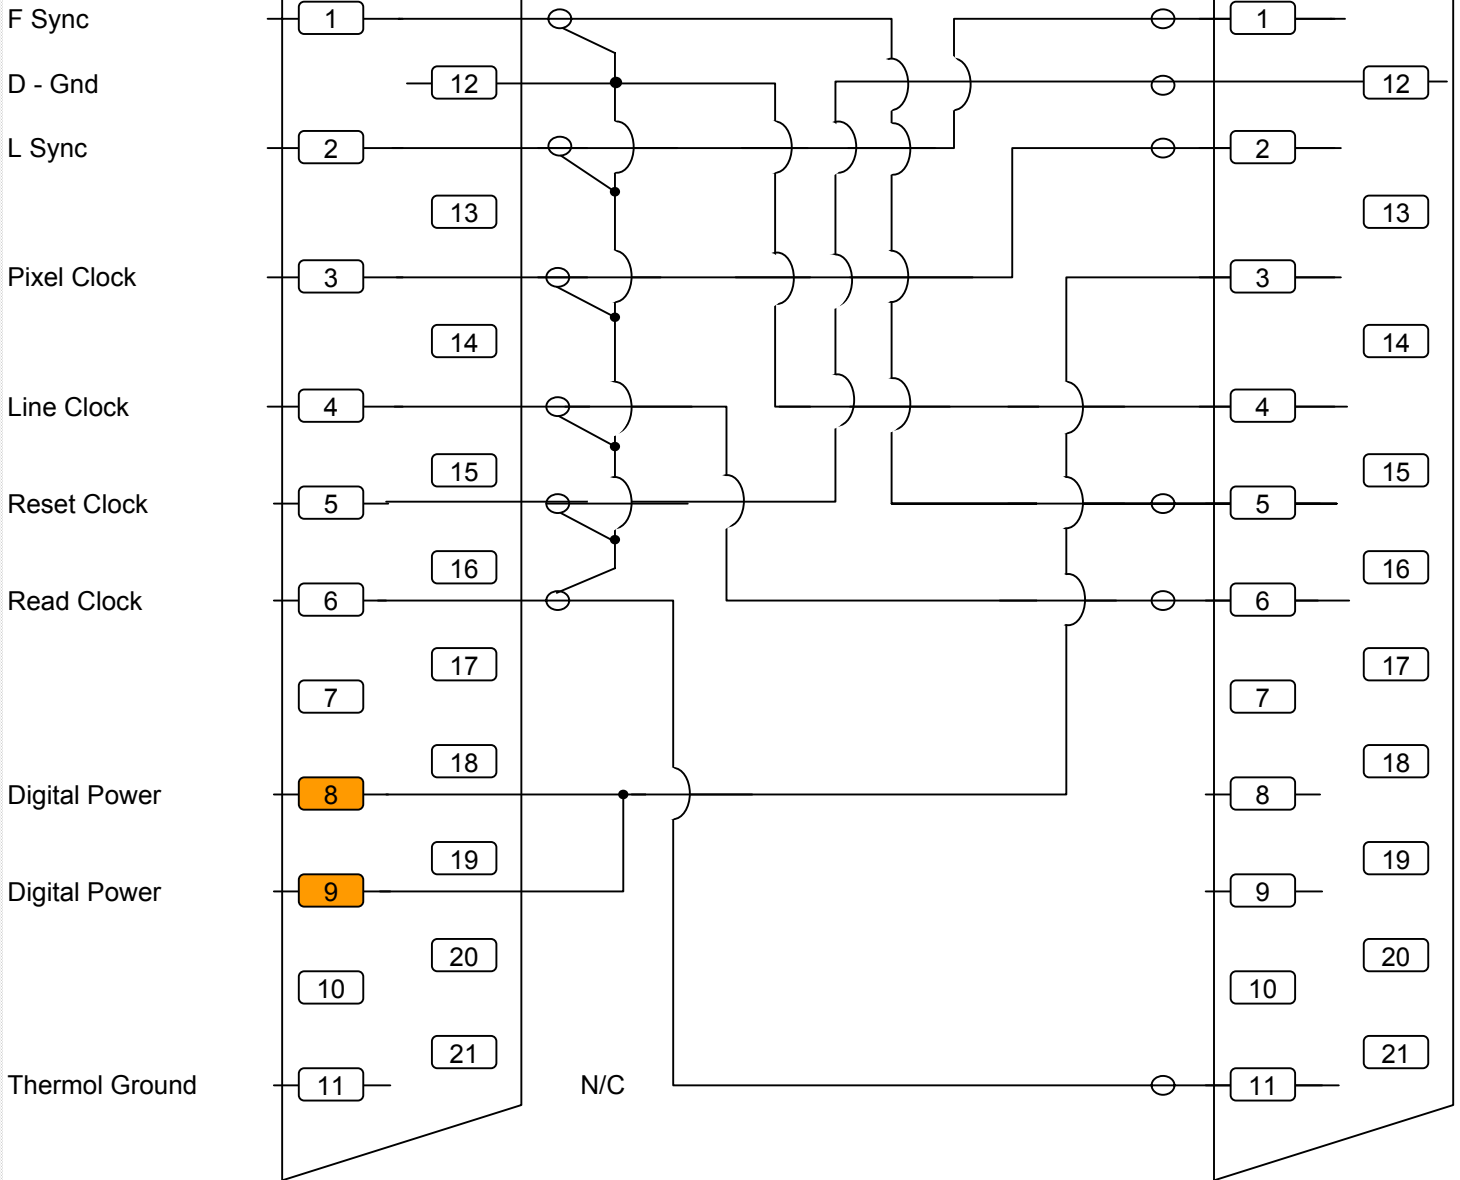 F Sync 1 1
D - Gnd 12 12
L Sync 2 2
13 13
Pixel Clock 3 3
14 14
Line Clock 4 4
15 15
Reset Clock 5 5
16 16
Read Clock 6 6
17 17
7 7
18 18
Digital Power 8 8
19 19
Digital Power 9 9
20 20
10 10
21 21
Thermol Ground 11 N/C 11